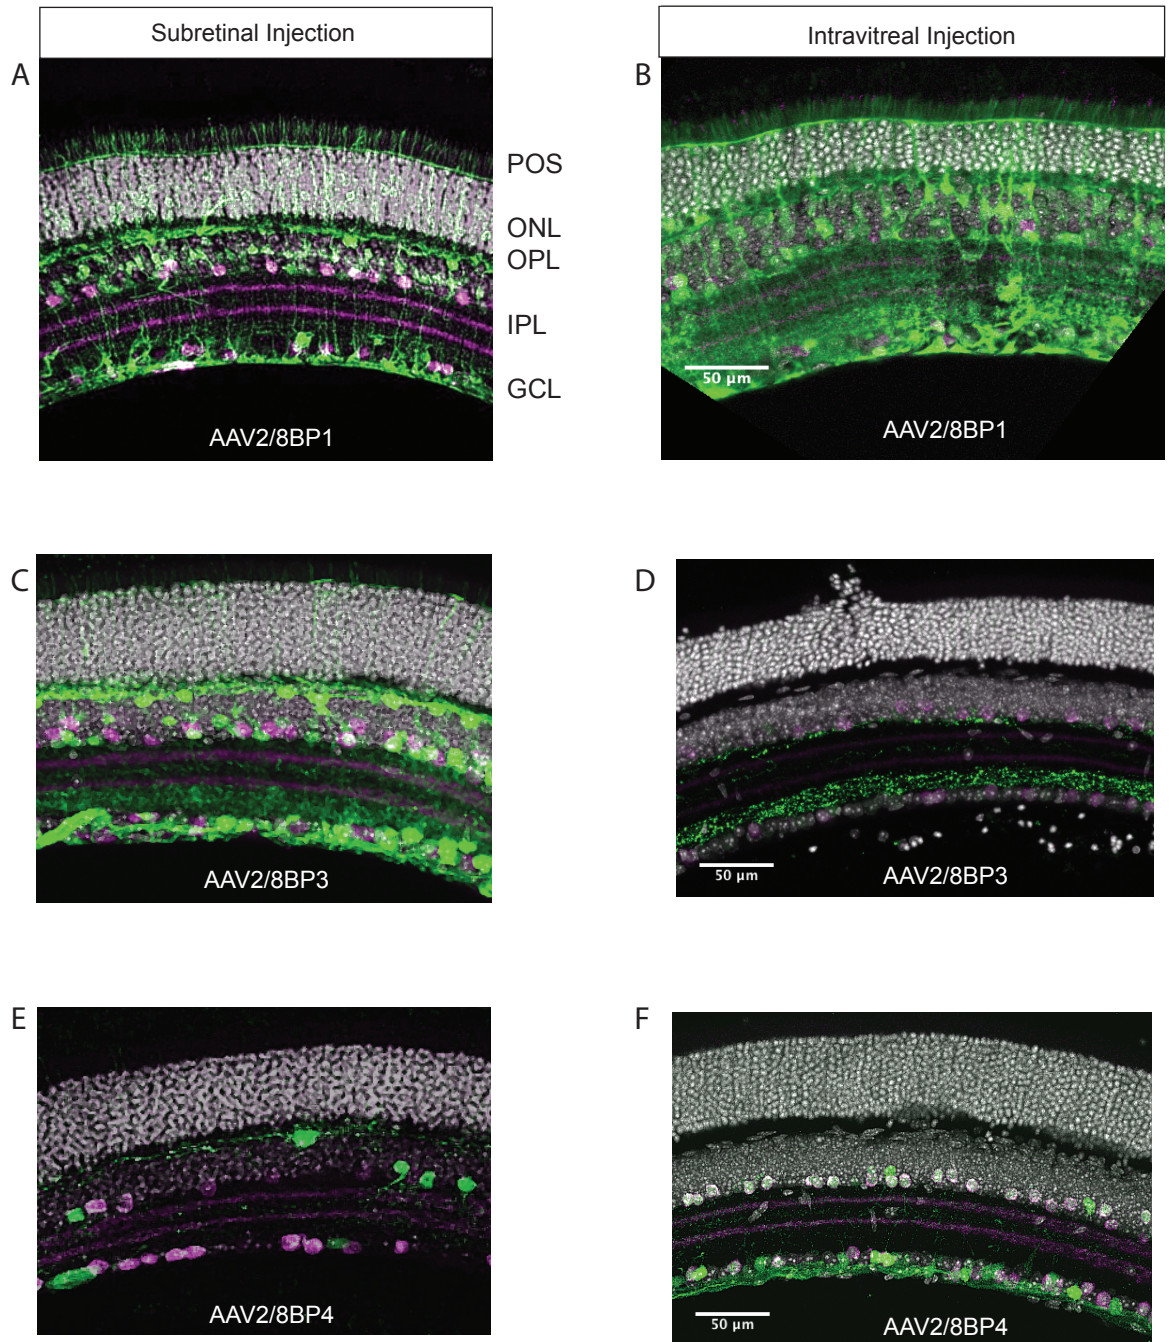 Subretinal Injection
Intravitreal Injection
A
B
POS
ONL
OPL
IPL
GCL
50 μm
AAV2/8BP1
AAV2/8BP1
C
D
50 μm
AAV2/8BP3
AAV2/8BP3
E
F
50 μm
AAV2/8BP4
AAV2/8BP4